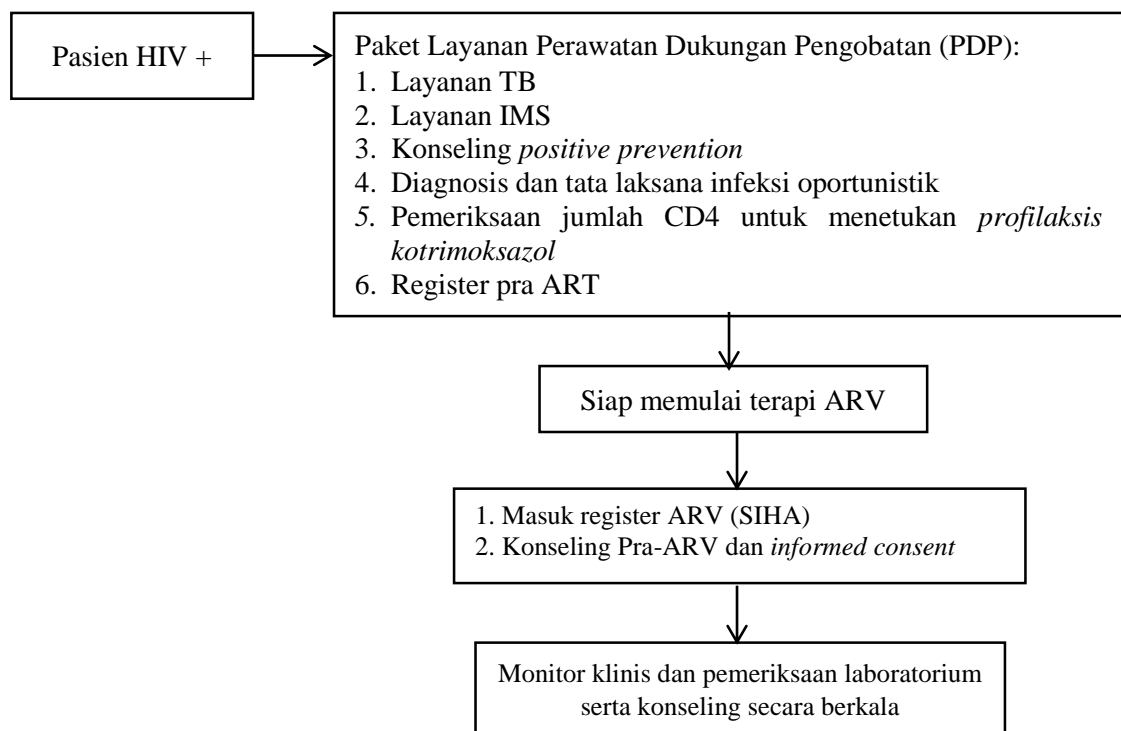 Pasien HIV +
Paket Layanan Perawatan Dukungan Pengobatan (PDP):
1. Layanan TB
2. Layanan IMS
3. Konseling positive prevention
4. Diagnosis dan tata laksana infeksi oportunistik
5. Pemeriksaan jumlah CD4 untuk menetukan profilaksis
kotrimoksazol
6. Register pra ART
Siap memulai terapi ARV
1. Masuk register ARV (SIHA)
2. Konseling Pra-ARV dan informed consent
Monitor klinis dan pemeriksaan laboratorium
serta konseling secara berkala